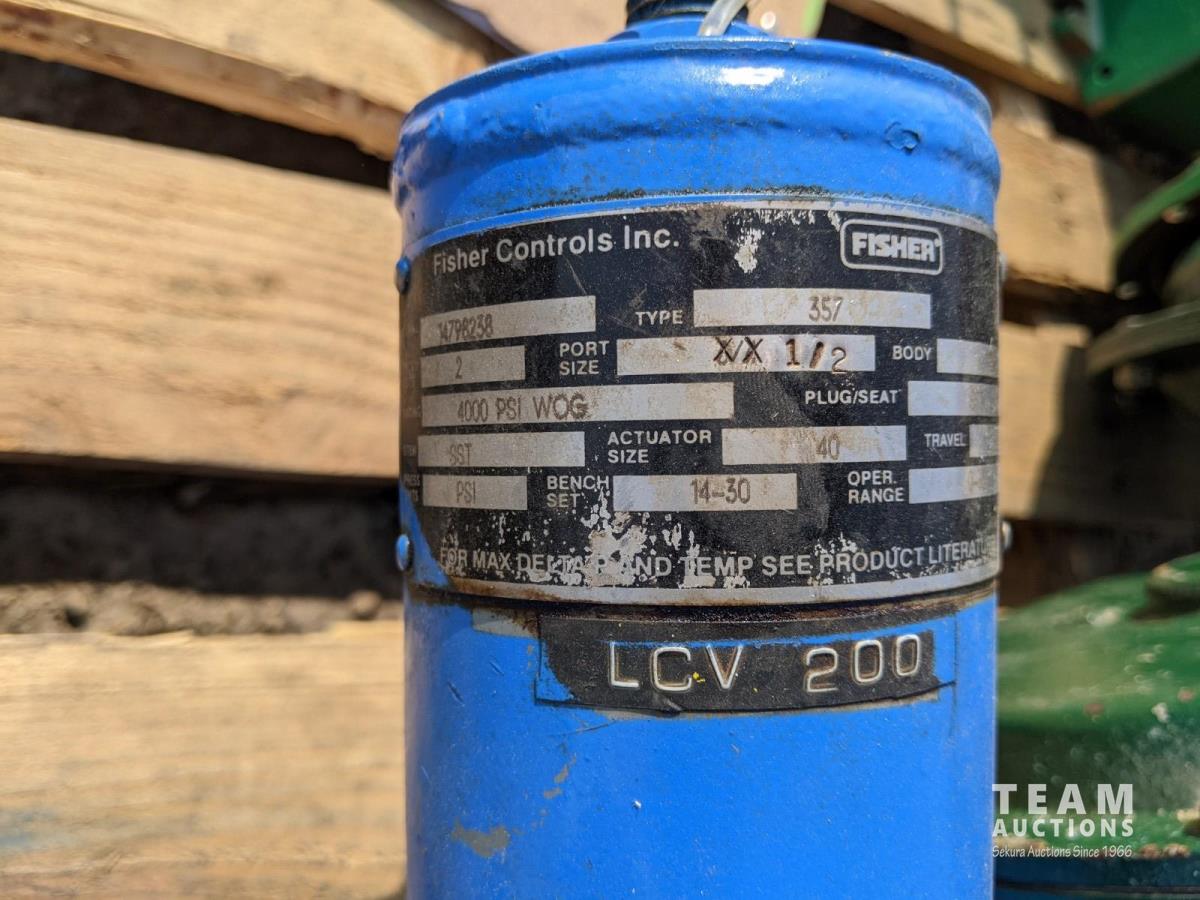 Fisher Controls Inc. FISHER
14798238 TYPE 357
2 PORT SIZE XX 1/2 BODY
4000 PSI WOG PLUG/SEAT
SST ACTUATOR SIZE 40 TRAVEL
PSI BENCH SET 14-30 OPER. RANGE
FOR MAX DELTA P AND TEMP SEE PRODUCT
LCV 200
TEAM
AUCTIONS
Sekura Auctions Since 1966